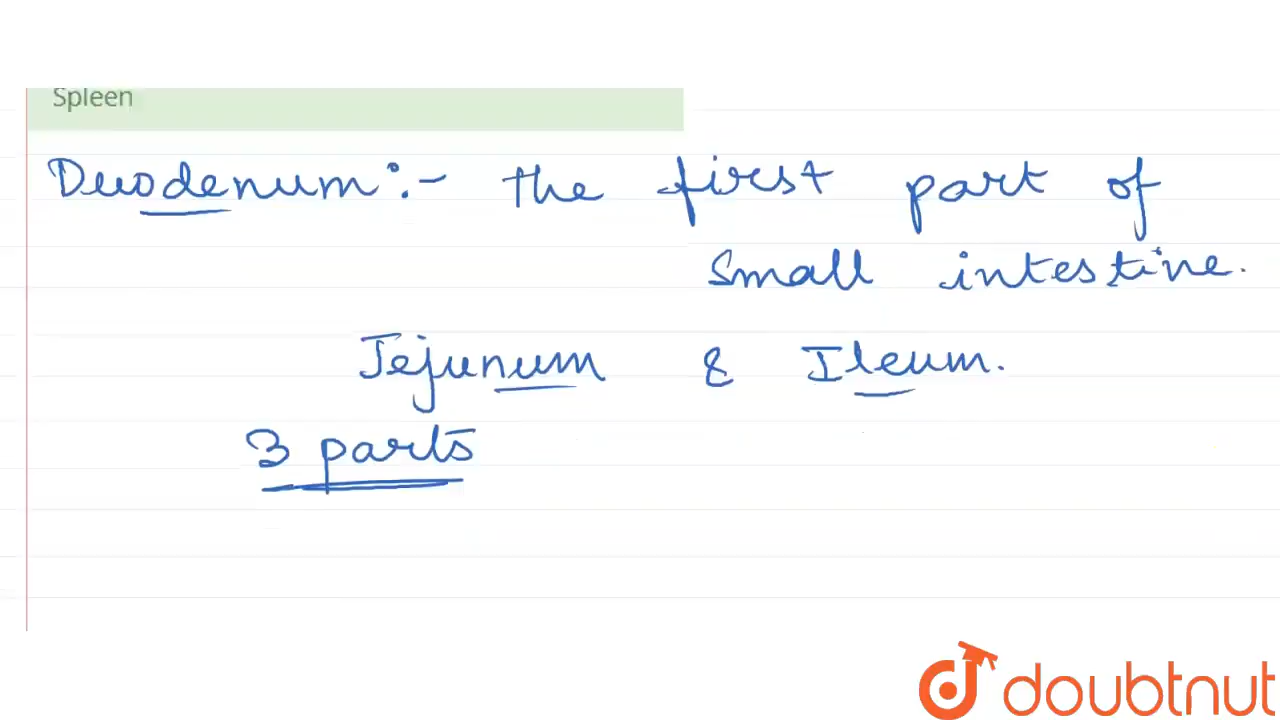 Spleen
Duodenum:- the first part of
small intestine.
Jejunum & Ileum.
3 parts
doubtnut